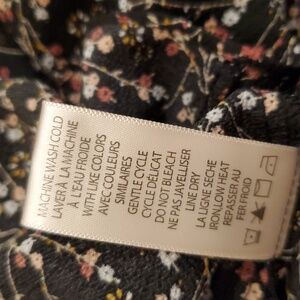 MACHINE WASH COLD
LAVER À LA MACHINE
À L'EAU FROIDE
WITH LIKE COLORS
AVEC COULEURS
SIMILAIRES
GENTLE CYCLE
CYCLE DÉLICAT
DO NOT BLEACH
NE PAS JAVELLISER
LINE DRY
LA LIGNE SÈCHE
IRON LOW HEAT
REPASSER AU
FER FROID